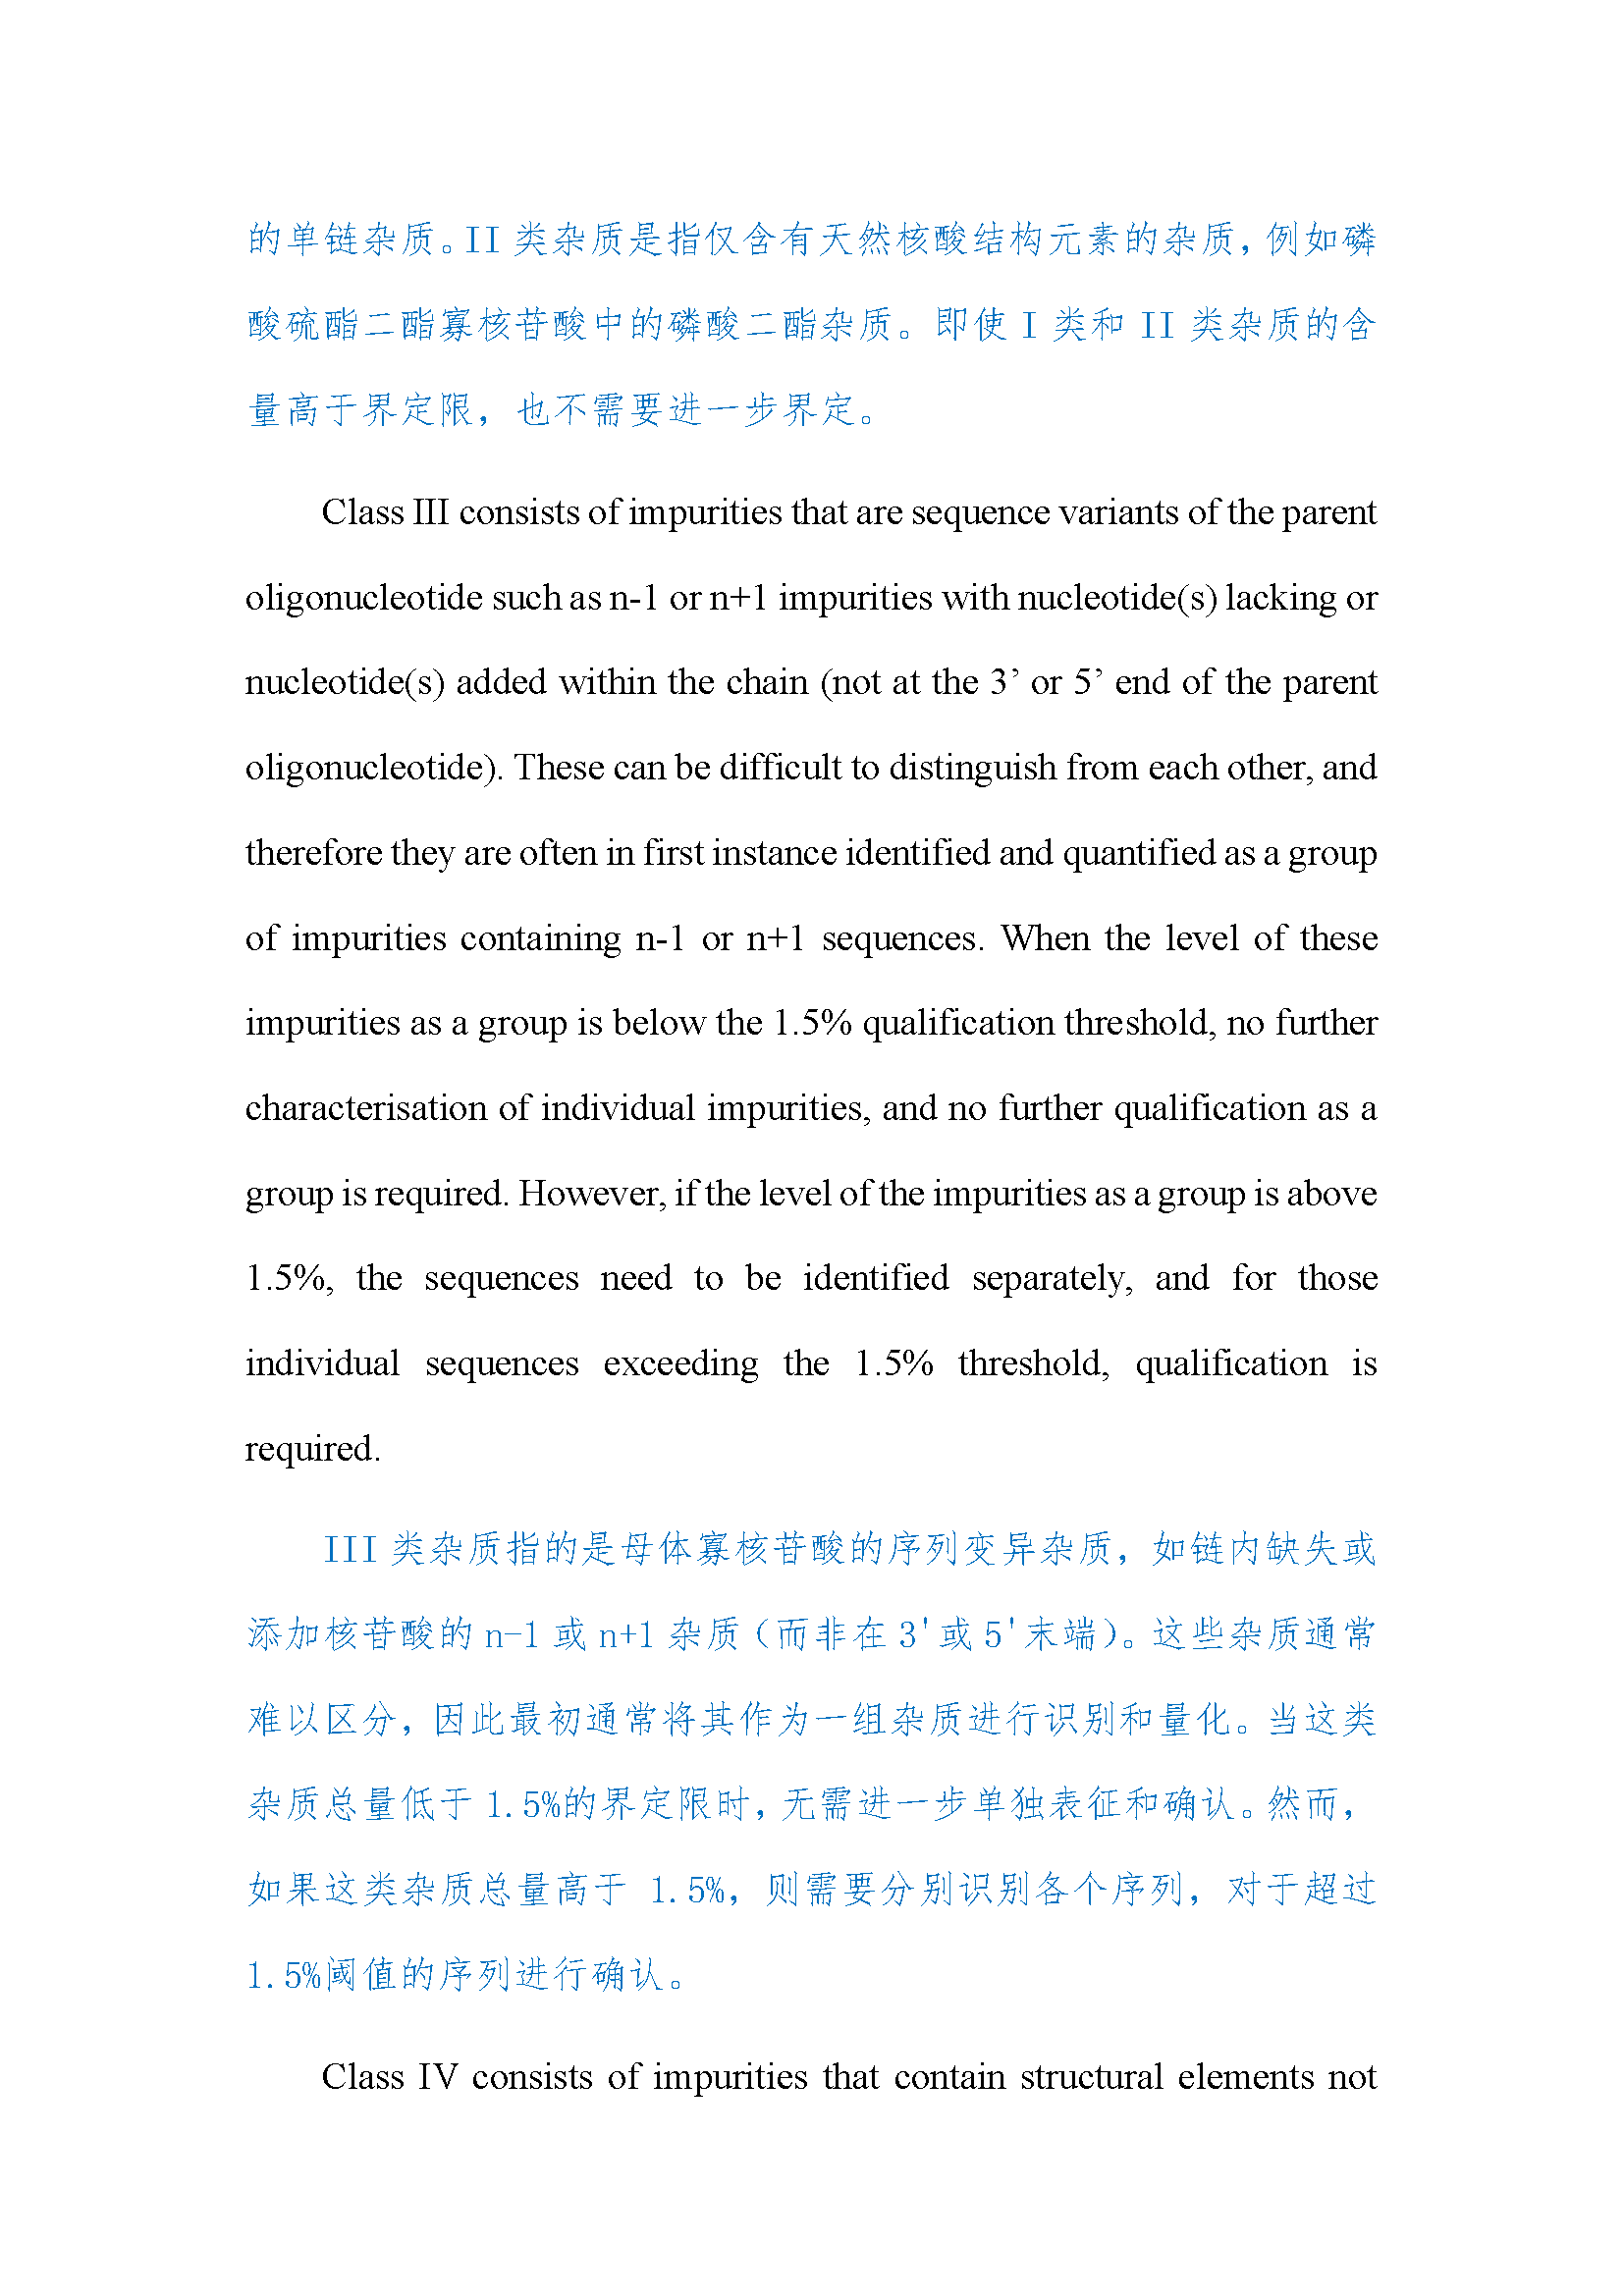 的单链杂质。II 类杂质是指仅含有天然核酸结构元素的杂质，例如磷
酸硫酯二酯寡核苷酸中的磷酸二酯杂质。即使 I 类和 II 类杂质的含
量高于界定限，也不需要进一步界定。
Class III consists of impurities that are sequence variants of the parent
oligonucleotide such as n-1 or n+1 impurities with nucleotide(s) lacking or
nucleotide(s) added within the chain (not at the 3’ or 5’ end of the parent
oligonucleotide). These can be difficult to distinguish from each other, and
therefore they are often in first instance identified and quantified as a group
of impurities containing n-1 or n+1 sequences. When the level of these
impurities as a group is below the 1.5% qualification threshold, no further
characterisation of individual impurities, and no further qualification as a
group is required. However, if the level of the impurities as a group is above
1.5%, the sequences need to be identified separately, and for those
individual sequences exceeding the 1.5% threshold, qualification is
required.
III 类杂质指的是母体寡核苷酸的序列变异杂质，如链内缺失或
添加核苷酸的 n-1 或 n+1 杂质（而非在 3'或 5'末端）。这些杂质通常
难以区分，因此最初通常将其作为一组杂质进行识别和量化。当这类
杂质总量低于 1.5%的界定限时，无需进一步单独表征和确认。然而，
如果这类杂质总量高于 1.5%，则需要分别识别各个序列，对于超过
1.5%阈值的序列进行确认。
Class IV consists of impurities that contain structural elements not